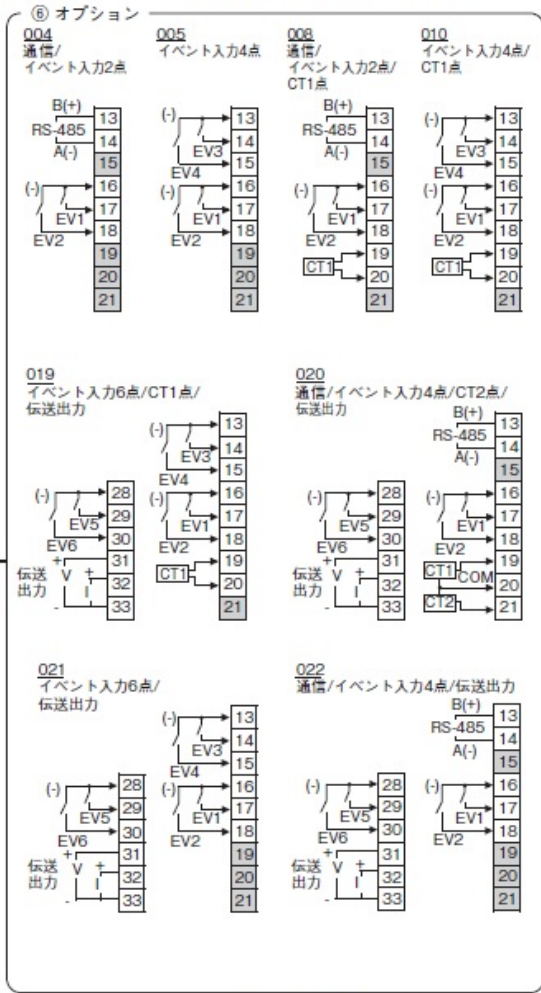 ⑥ オプション
004
通信/
イベント入力2点
B(+)
RS-485
A(-)
(-)
EV1
EV2
13
14
15
16
17
18
19
20
21
005
イベント入力4点
(-)
EV3
EV4
(-)
EV1
EV2
13
14
15
16
17
18
19
20
21
008
通信/
イベント入力2点/
CT1点
B(+)
RS-485
A(-)
(-)
EV1
EV2
CT1
13
14
15
16
17
18
19
20
21
010
イベント入力4点/
CT1点
(-)
EV3
EV4
(-)
EV1
EV2
CT1
13
14
15
16
17
18
19
20
21
019
イベント入力6点/CT1点/
伝送出力
(-)
EV5
EV6
伝送
出力
+
V
+
I
-
28
29
30
31
32
33
(-)
EV3
EV4
(-)
EV1
EV2
CT1
13
14
15
16
17
18
19
20
21
020
通信/イベント入力4点/CT2点/
伝送出力
(-)
EV5
EV6
伝送
出力
+
V
+
I
-
28
29
30
31
32
33
B(+)
RS-485
A(-)
(-)
EV1
EV2
CT1
COM
CT2
13
14
15
16
17
18
19
20
21
021
イベント入力6点/
伝送出力
(-)
EV5
EV6
伝送
出力
+
V
+
I
-
28
29
30
31
32
33
(-)
EV3
EV4
(-)
EV1
EV2
13
14
15
16
17
18
19
20
21
022
通信/イベント入力4点/伝送出力
(-)
EV5
EV6
伝送
出力
+
V
+
I
-
28
29
30
31
32
33
B(+)
RS-485
A(-)
(-)
EV1
EV2
13
14
15
16
17
18
19
20
21